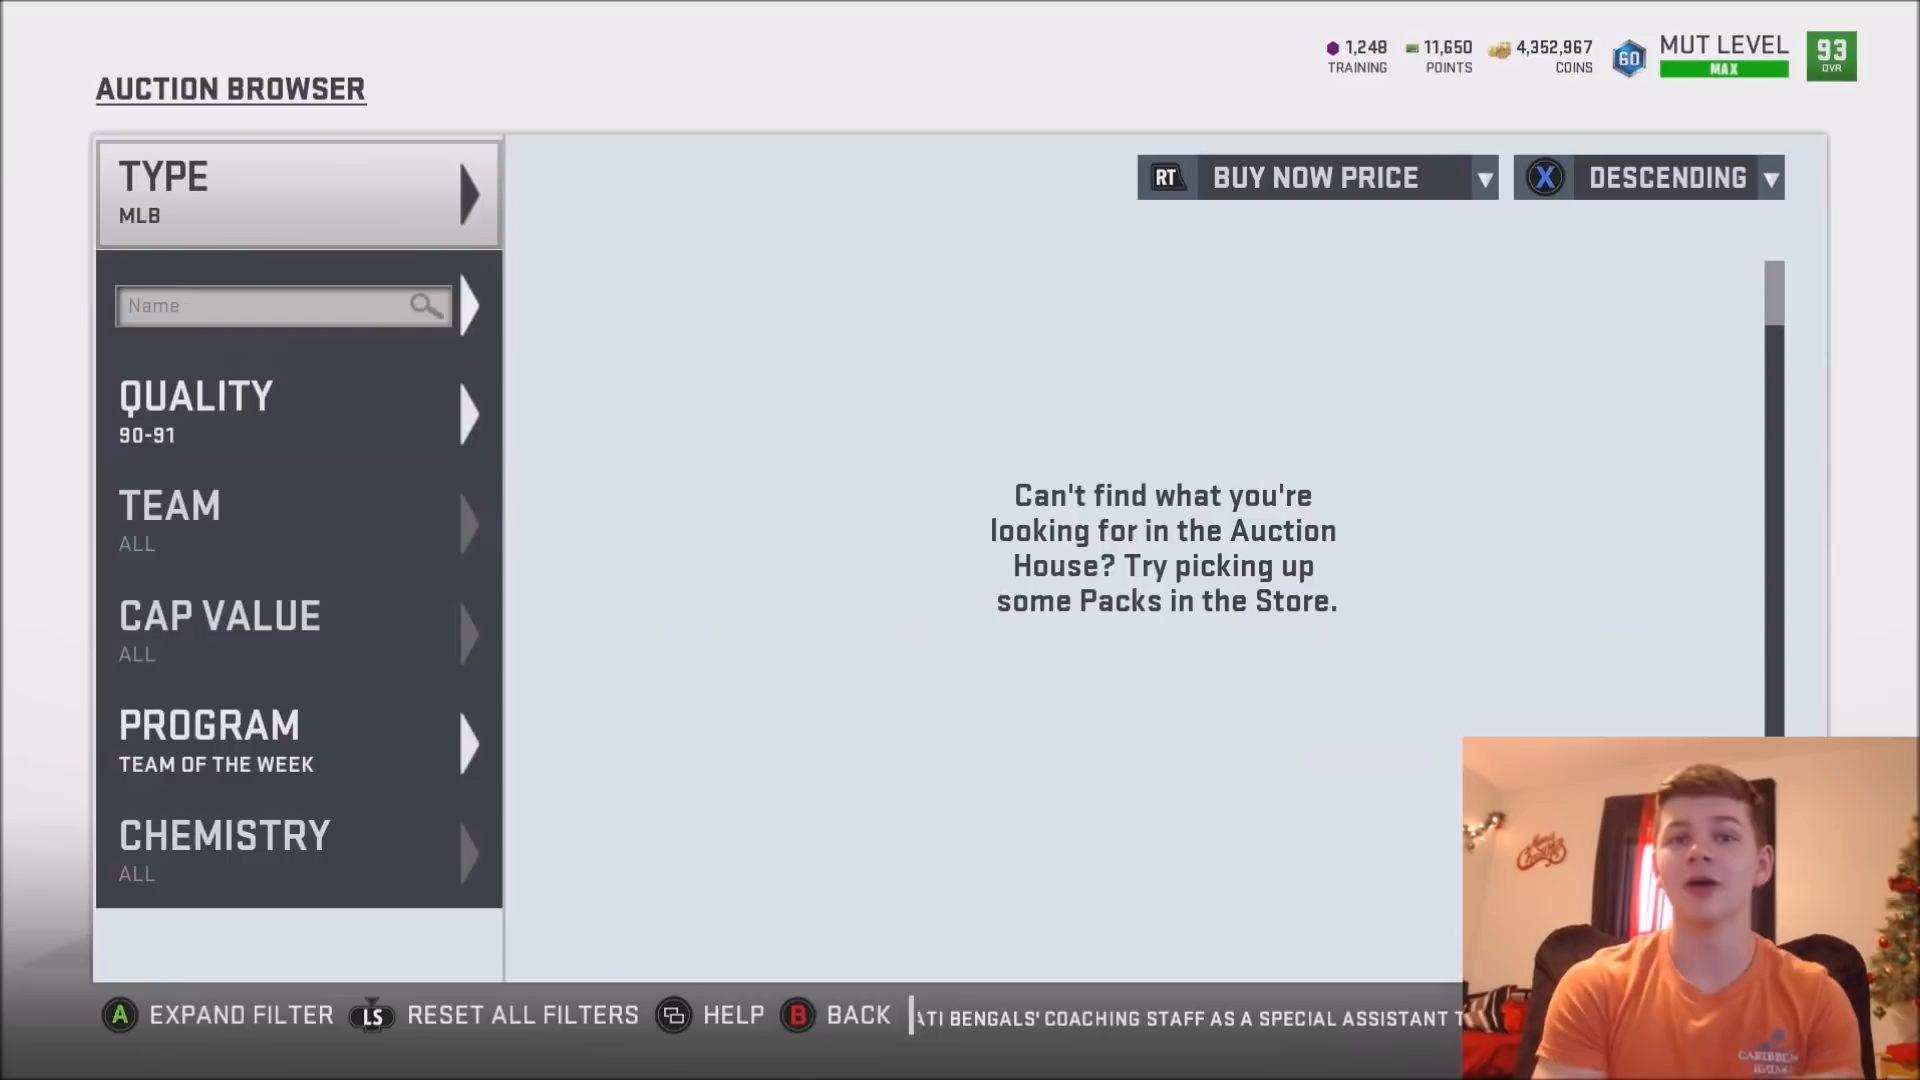 1,248
TRAINING
11,650
POINTS
4,352,967
COINS
60
MUT LEVEL
MAX
93
OVR
AUCTION BROWSER
TYPE
MLB
Name
QUALITY
90-91
TEAM
ALL
CAP VALUE
ALL
PROGRAM
TEAM OF THE WEEK
CHEMISTRY
ALL
RT BUY NOW PRICE
X DESCENDING
Can't find what you're
looking for in the Auction
House? Try picking up
some Packs in the Store.
A EXPAND FILTER
LS RESET ALL FILTERS
HELP
B BACK
ATI BENGALS' COACHING STAFF AS A SPECIAL ASSISTANT T
Merry
Christmas
CARIBBEAN